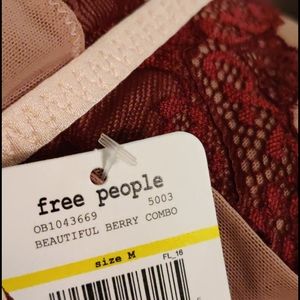 free people
OB1043669 5003
BEAUTIFUL BERRY COMBO
size M
FL_16